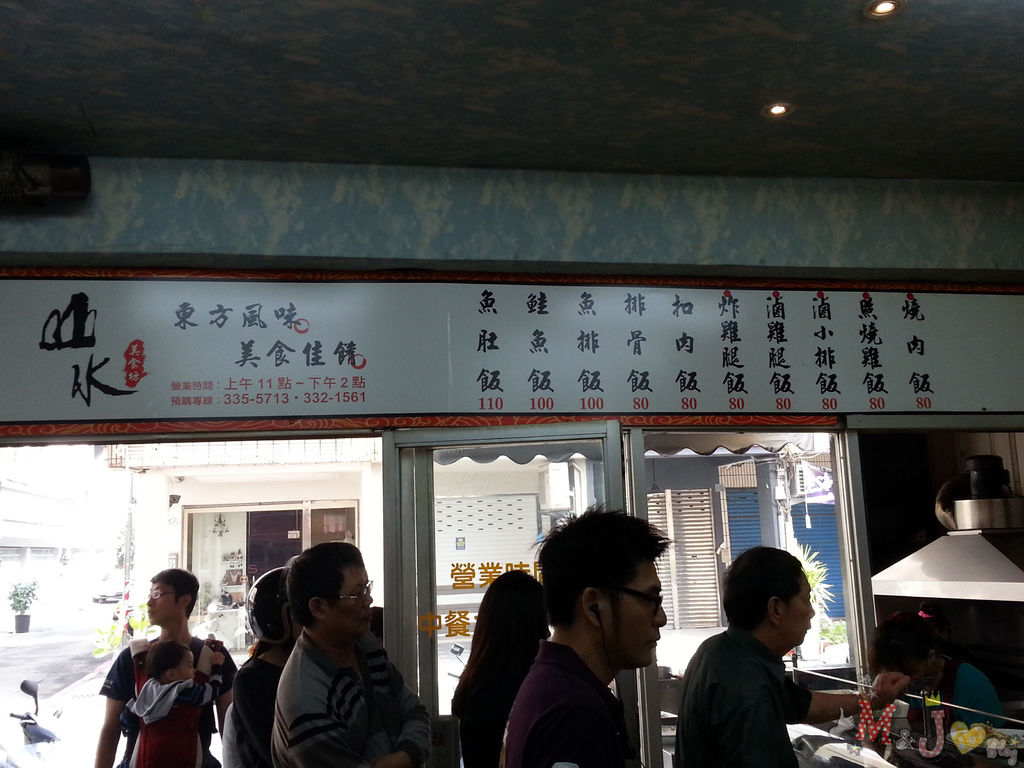 山水
美食坊
東方風味
美食佳餚
營業時間：上午11點~下午2點
預購專線：335-5713·332-1561
魚肚飯 110
鮭魚飯 100
魚排飯 100
排骨飯 80
扣肉飯 80
炸雞腿飯 80
滷雞腿飯 80
滷小排飯 80
照燒雞飯 80
燒肉飯 80
營業時間
中餐
M&J Blog